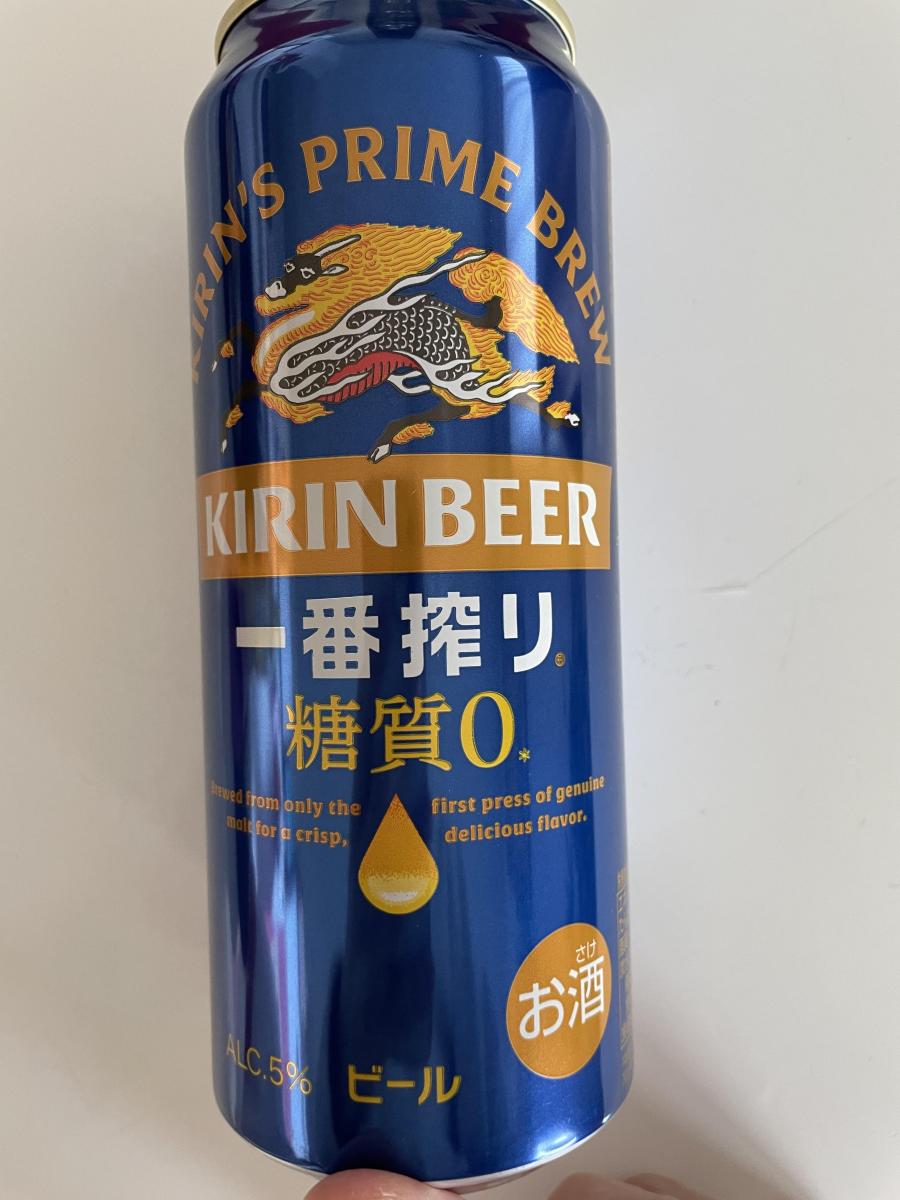 KIRIN'S PRIME BREW
KIRIN BEER
一番搾り
糖質0*
Brewed from only the first press of genuine
malt for a crisp, delicious flavor.
さけ
お酒
ALC.5%
ビール